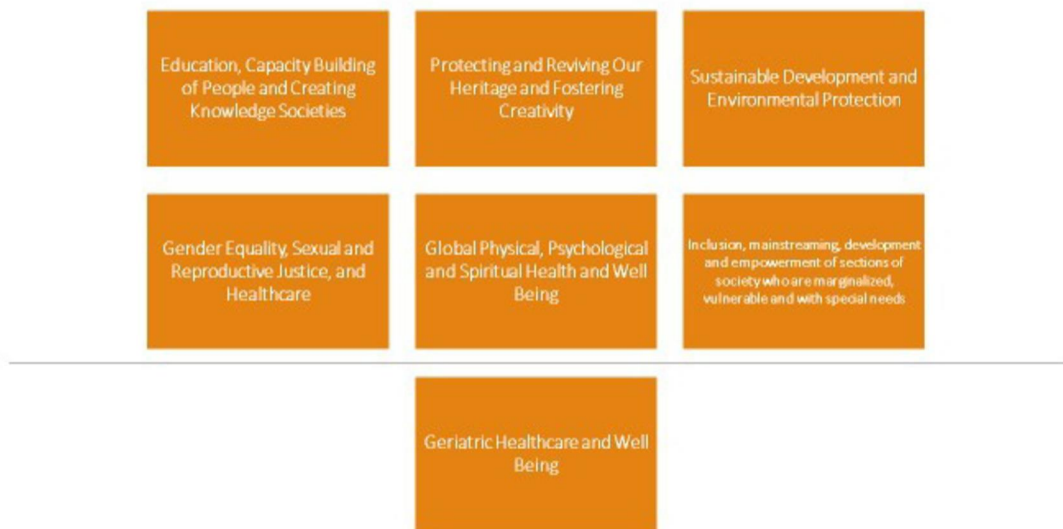 Education, Capacity Building
of People and Creating
Knowledge Societies
Protecting and Reviving Our
Heritage and Fostering
Creativity
Sustainable Development and
Environmental Protection
Gender Equality, Sexual and
Reproductive Justice, and
Healthcare
Global Physical, Psychological
and Spiritual Health and Well
Being
Inclusion, mainstreaming, development
and empowerment of sections of
society who are marginalized,
vulnerable and with special needs
Geriatric Healthcare and Well
Being